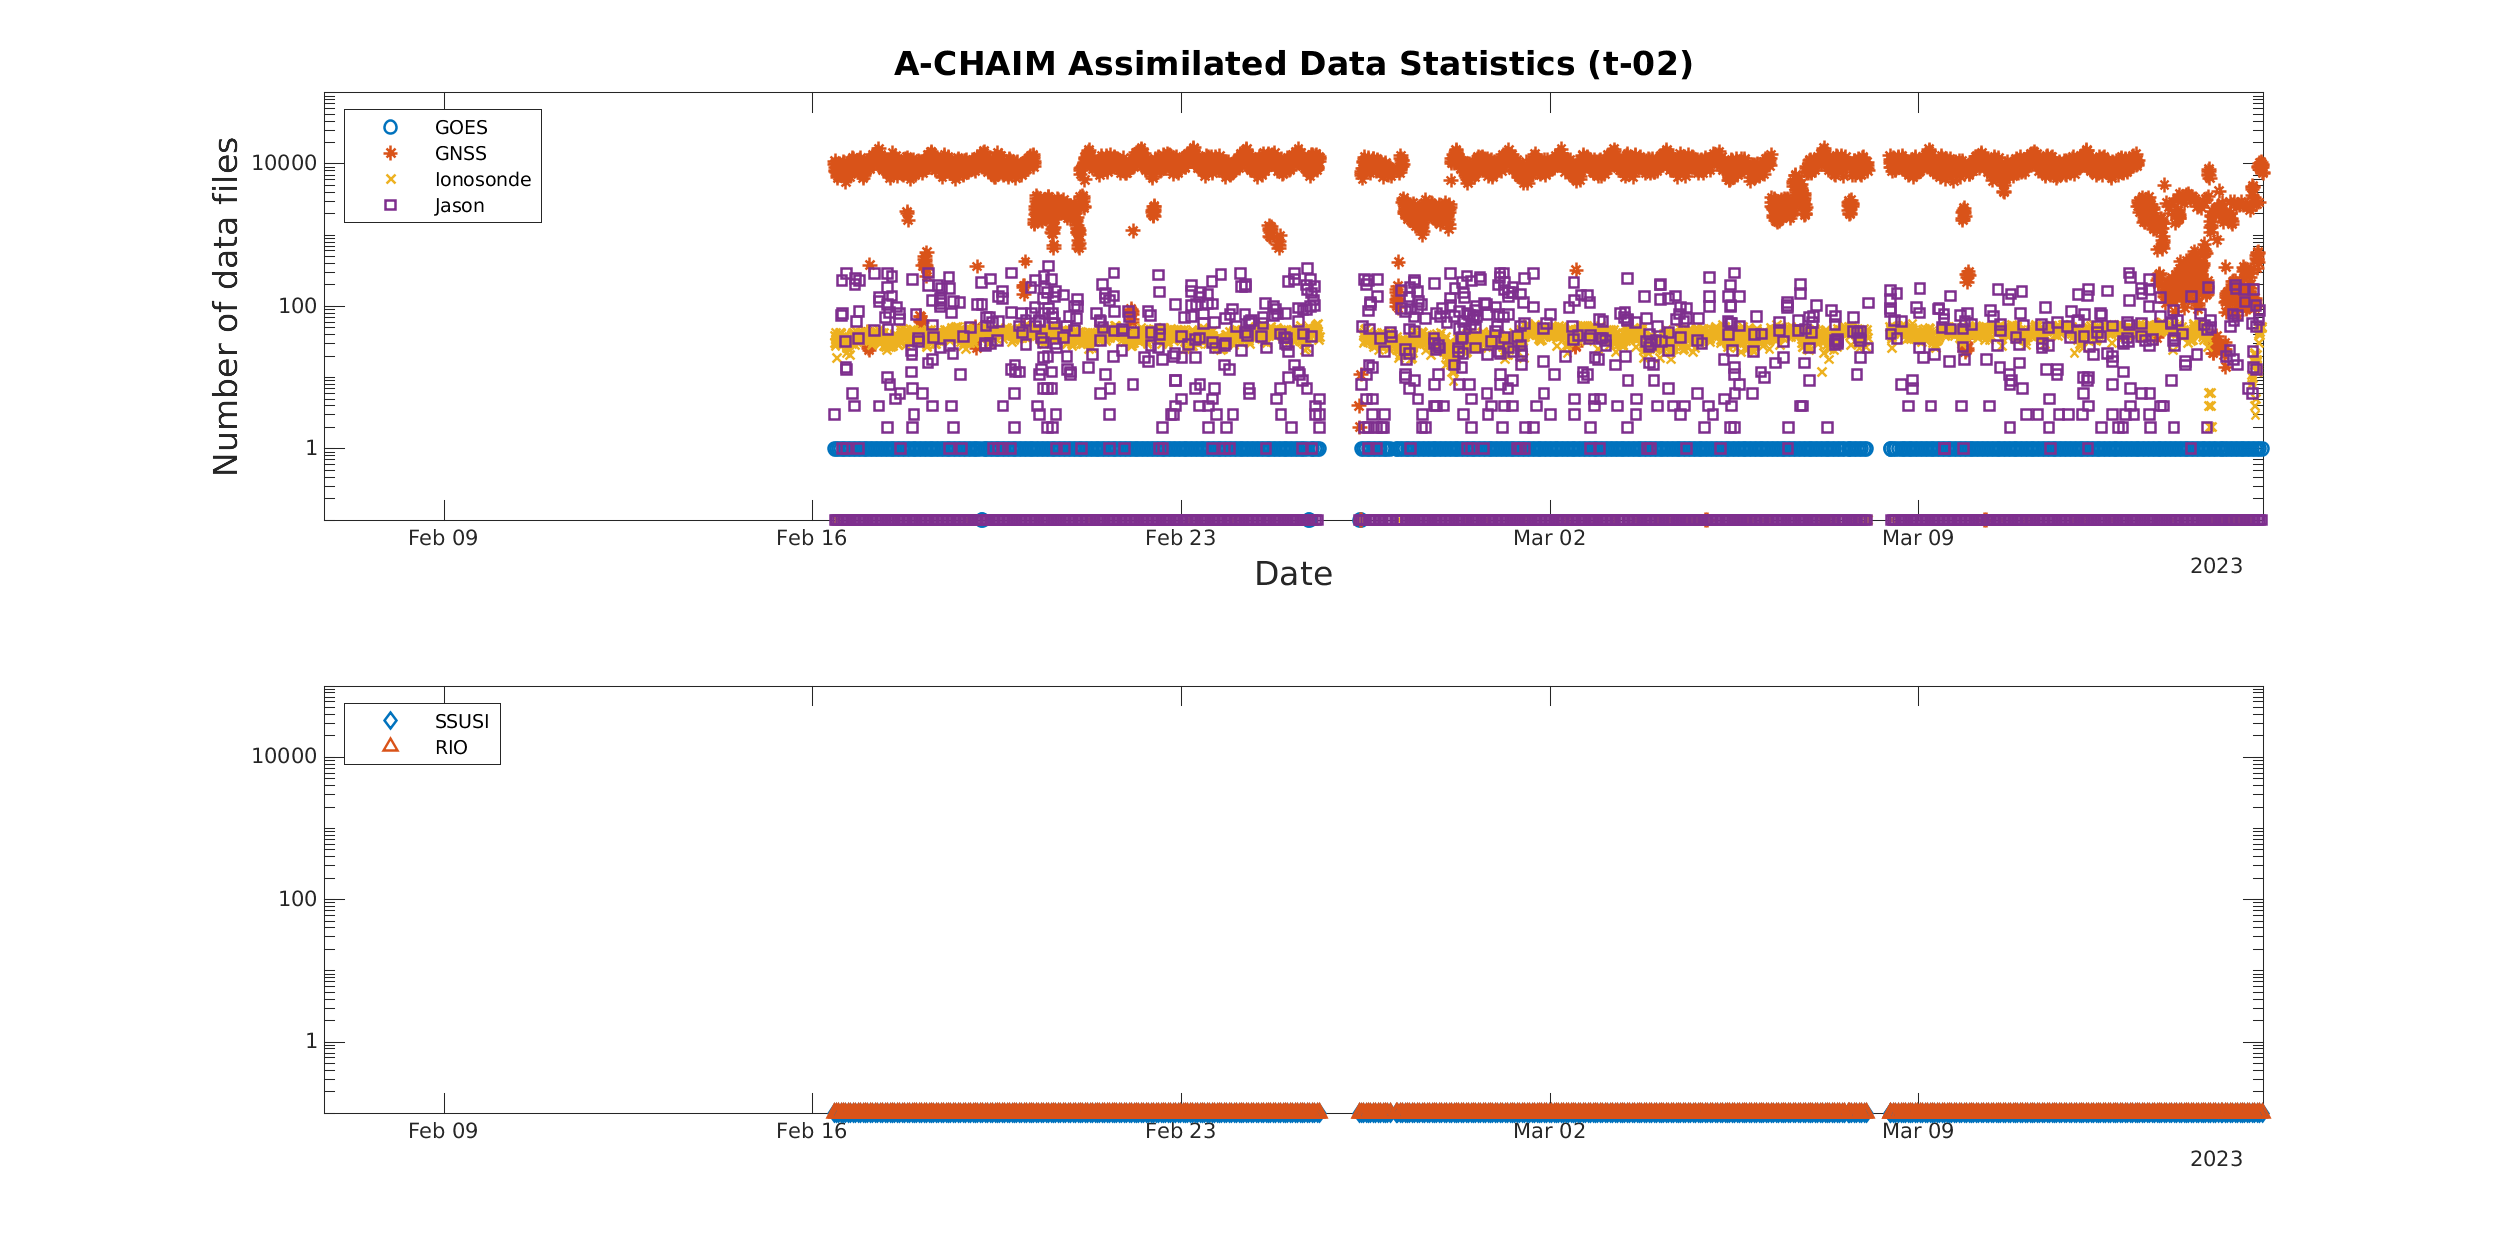 A-CHAIM Assimilated Data Statistics (t-02)
Number of data files
10000
100
1
GOES
GNSS
Ionosonde
Jason
Feb 09
Feb 16
Feb 23
Mar 02
Mar 09
2023
Date
10000
100
1
SSUSI
RIO
Feb 09
Feb 16
Feb 23
Mar 02
Mar 09
2023